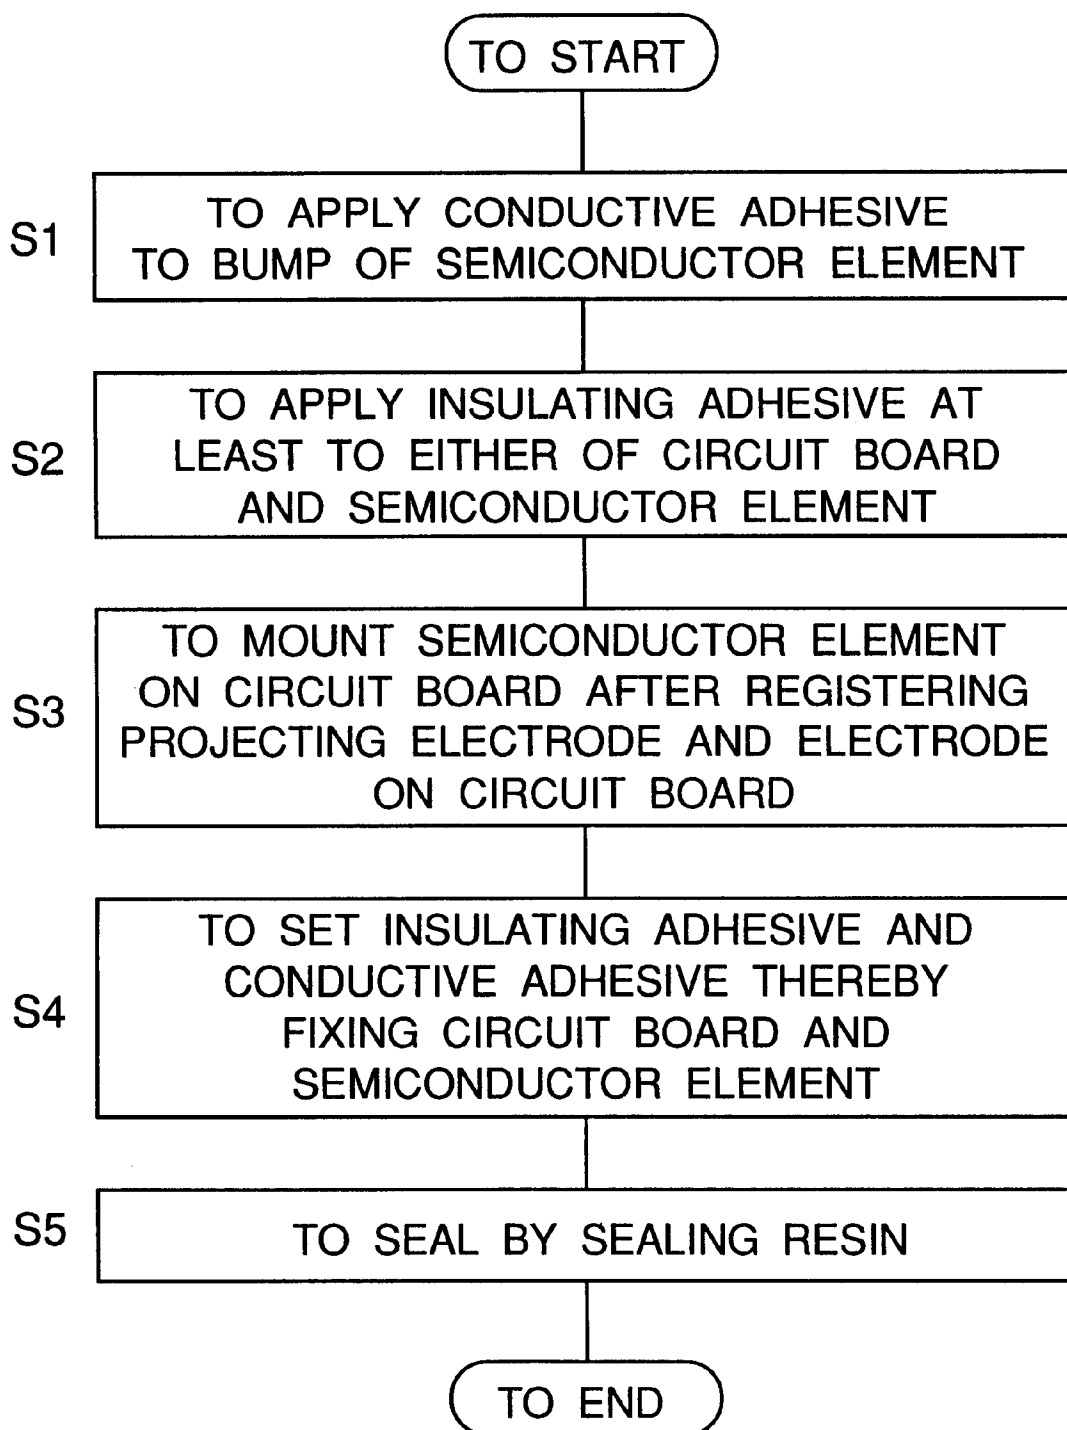 TO START
S1
TO APPLY CONDUCTIVE ADHESIVE
TO BUMP OF SEMICONDUCTOR ELEMENT
S2
TO APPLY INSULATING ADHESIVE AT
LEAST TO EITHER OF CIRCUIT BOARD
AND SEMICONDUCTOR ELEMENT
S3
TO MOUNT SEMICONDUCTOR ELEMENT
ON CIRCUIT BOARD AFTER REGISTERING
PROJECTING ELECTRODE AND ELECTRODE
ON CIRCUIT BOARD
S4
TO SET INSULATING ADHESIVE AND
CONDUCTIVE ADHESIVE THEREBY
FIXING CIRCUIT BOARD AND
SEMICONDUCTOR ELEMENT
S5
TO SEAL BY SEALING RESIN
TO END